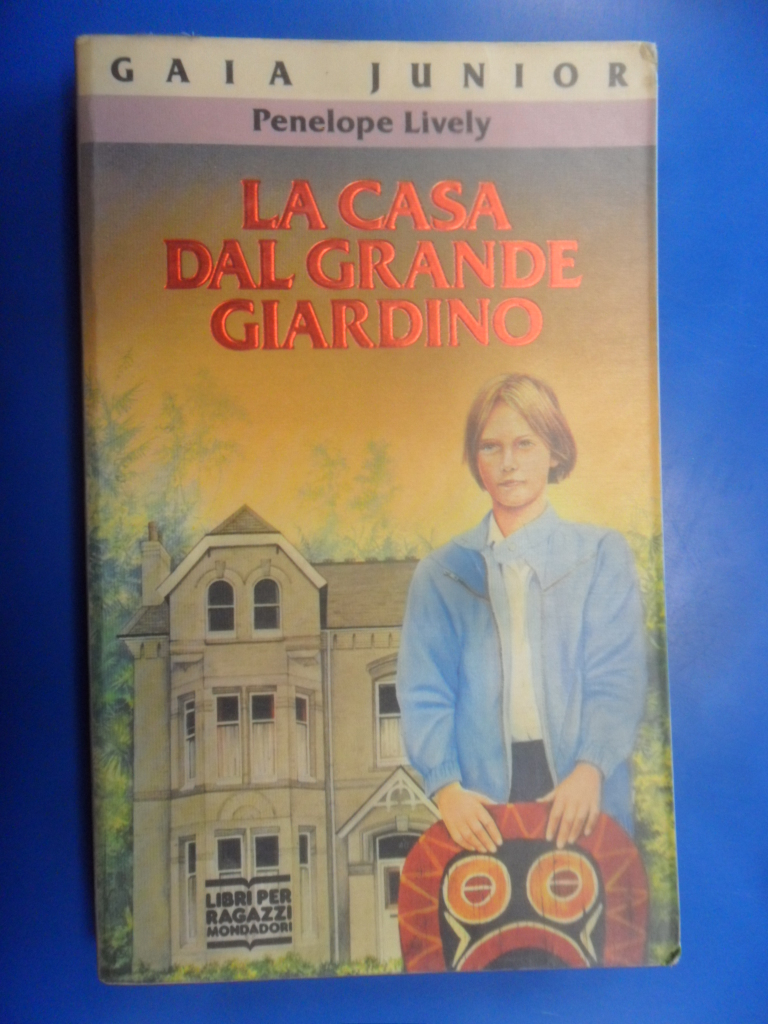 GAIA JUNIOR
Penelope Lively
LA CASA
DAL GRANDE
GIARDINO
LIBRI PER
RAGAZZI
MONDADORI